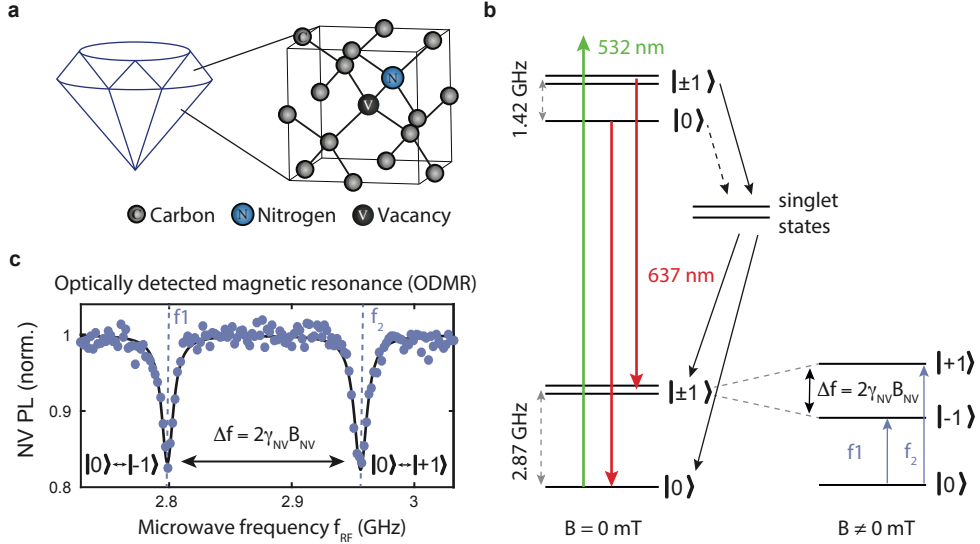 a
C
N
V
C Carbon N Nitrogen V Vacancy
b
532 nm
1.42 GHz
|±1⟩
|0⟩
singlet
states
637 nm
|±1⟩
2.87 GHz
|0⟩
B = 0 mT
|+1⟩
Δf = 2γNVBNV
|-1⟩
f1
f2
|0⟩
B ≠ 0 mT
c
Optically detected magnetic resonance (ODMR)
NV PL (norm.)
1
0.9
0.8
f1
f2
Δf = 2γNVBNV
|0⟩↔|-1⟩
|0⟩↔|+1⟩
2.8
2.9
3
Microwave frequency fRF (GHz)